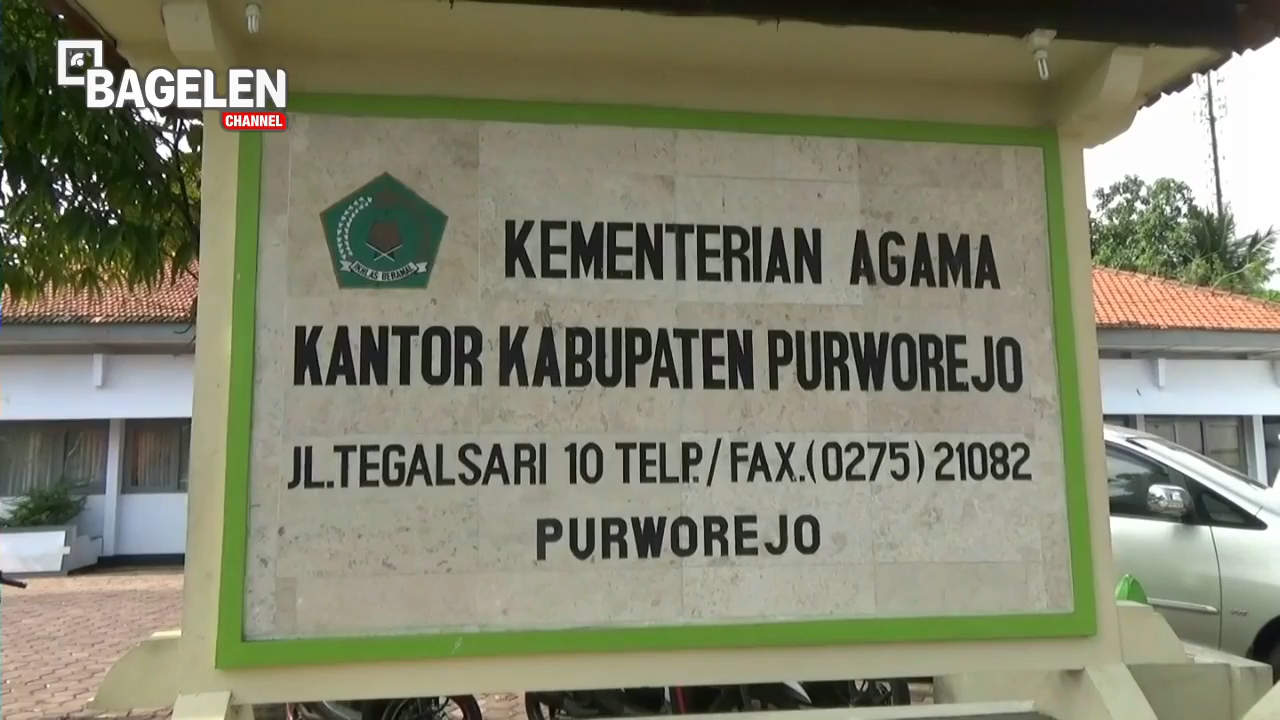 BAGELEN
CHANNEL
KEMENTERIAN AGAMA
IKHLAS BERAMAL
KANTOR KABUPATEN PURWOREJO
JL.TEGALSARI 10 TELP./FAX.(0275) 21082
PURWOREJO